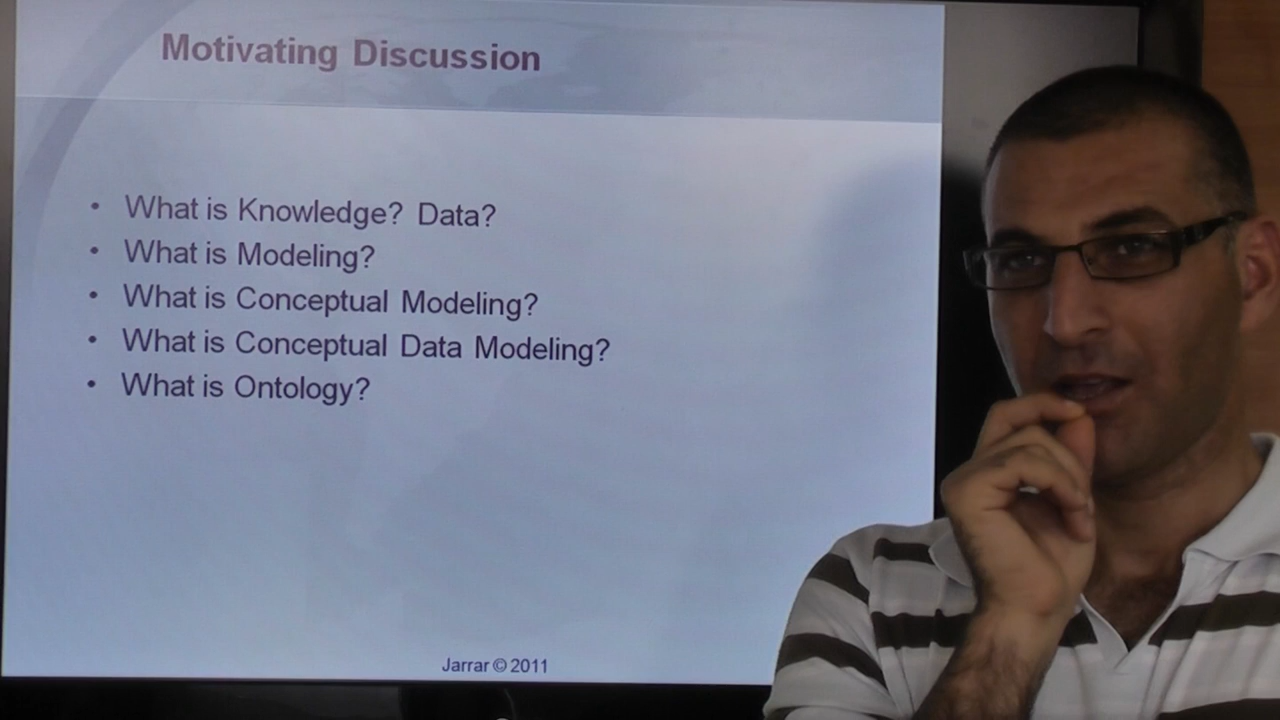 Motivating Discussion
• What is Knowledge? Data?
• What is Modeling?
• What is Conceptual Modeling?
• What is Conceptual Data Modeling?
• What is Ontology?
Jarrar © 2011